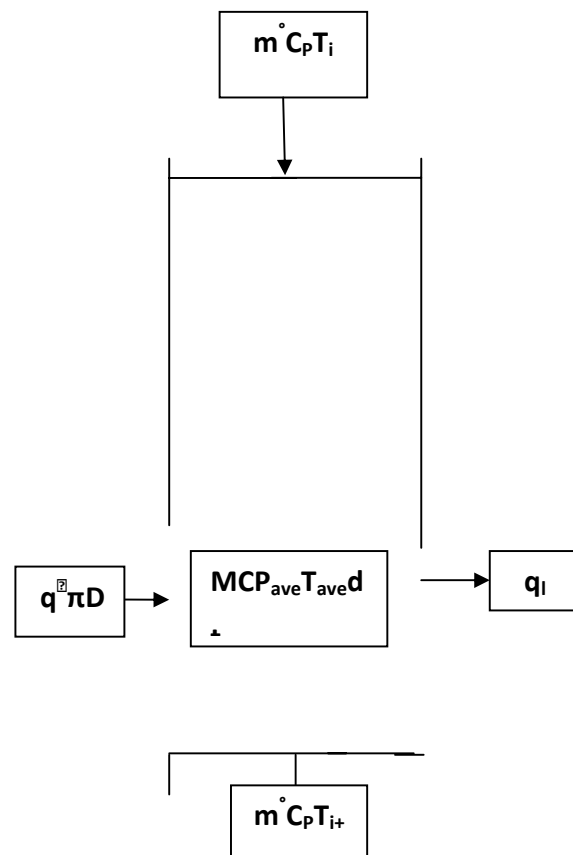 m°CₚTᵢ
q πD
MCPₐᵥₑTₐᵥₑd
qₗ
m°CₚTᵢ₊